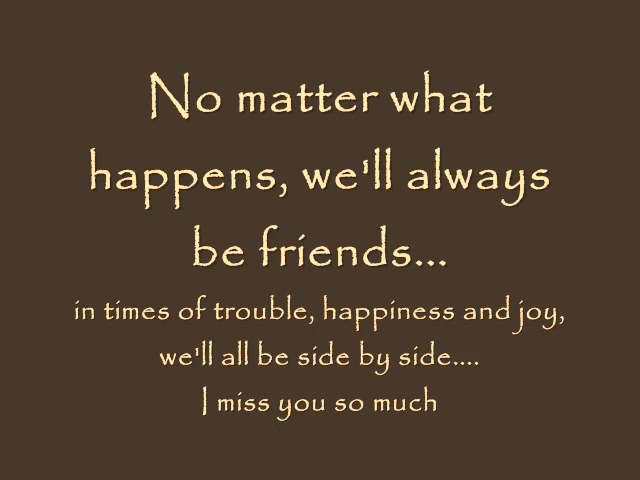 No matter what
happens, we'll always
be friends...
in times of trouble, happiness and joy,
we'll all be side by side....
I miss you so much